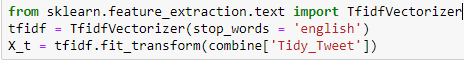 from sklearn.feature_extraction.text import TfidfVectorizer
tfidf = TfidfVectorizer(stop_words = 'english')
X_t = tfidf.fit_transform(combine['Tidy_Tweet'])